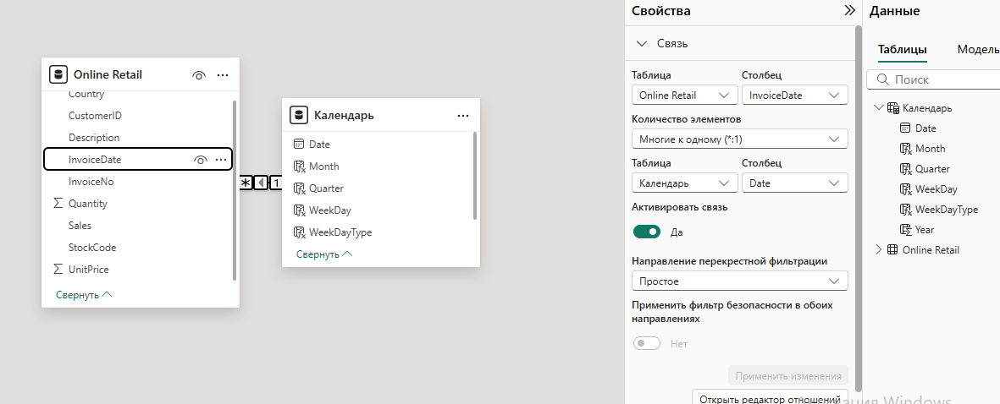 Online Retail
Country
CustomerID
Description
InvoiceDate
InvoiceNo
Quantity
Sales
StockCode
UnitPrice
Свернуть
* 1
Календарь
Date
Month
Quarter
WeekDay
WeekDayType
Свернуть
Свойства
Связь
Таблица Столбец
Online Retail InvoiceDate
Количество элементов
Многие к одному (*:1)
Таблица Столбец
Календарь Date
Активировать связь
Да
Направление перекрестной фильтрации
Простое
Применить фильтр безопасности в обоих
направлениях
Нет
Применить изменения
Открыть редактор отношений
Данные
Таблицы Модель
Поиск
Календарь
Date
Month
Quarter
WeekDay
WeekDayType
Year
Online Retail
Активация Windows